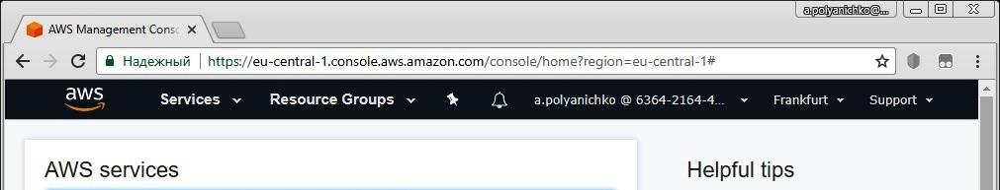 a.polyanichko@...
AWS Management Consc
Надежный https://eu-central-1.console.aws.amazon.com/console/home?region=eu-central-1#
aws Services Resource Groups a.polyanichko @ 6364-2164-4... Frankfurt Support
AWS services Helpful tips